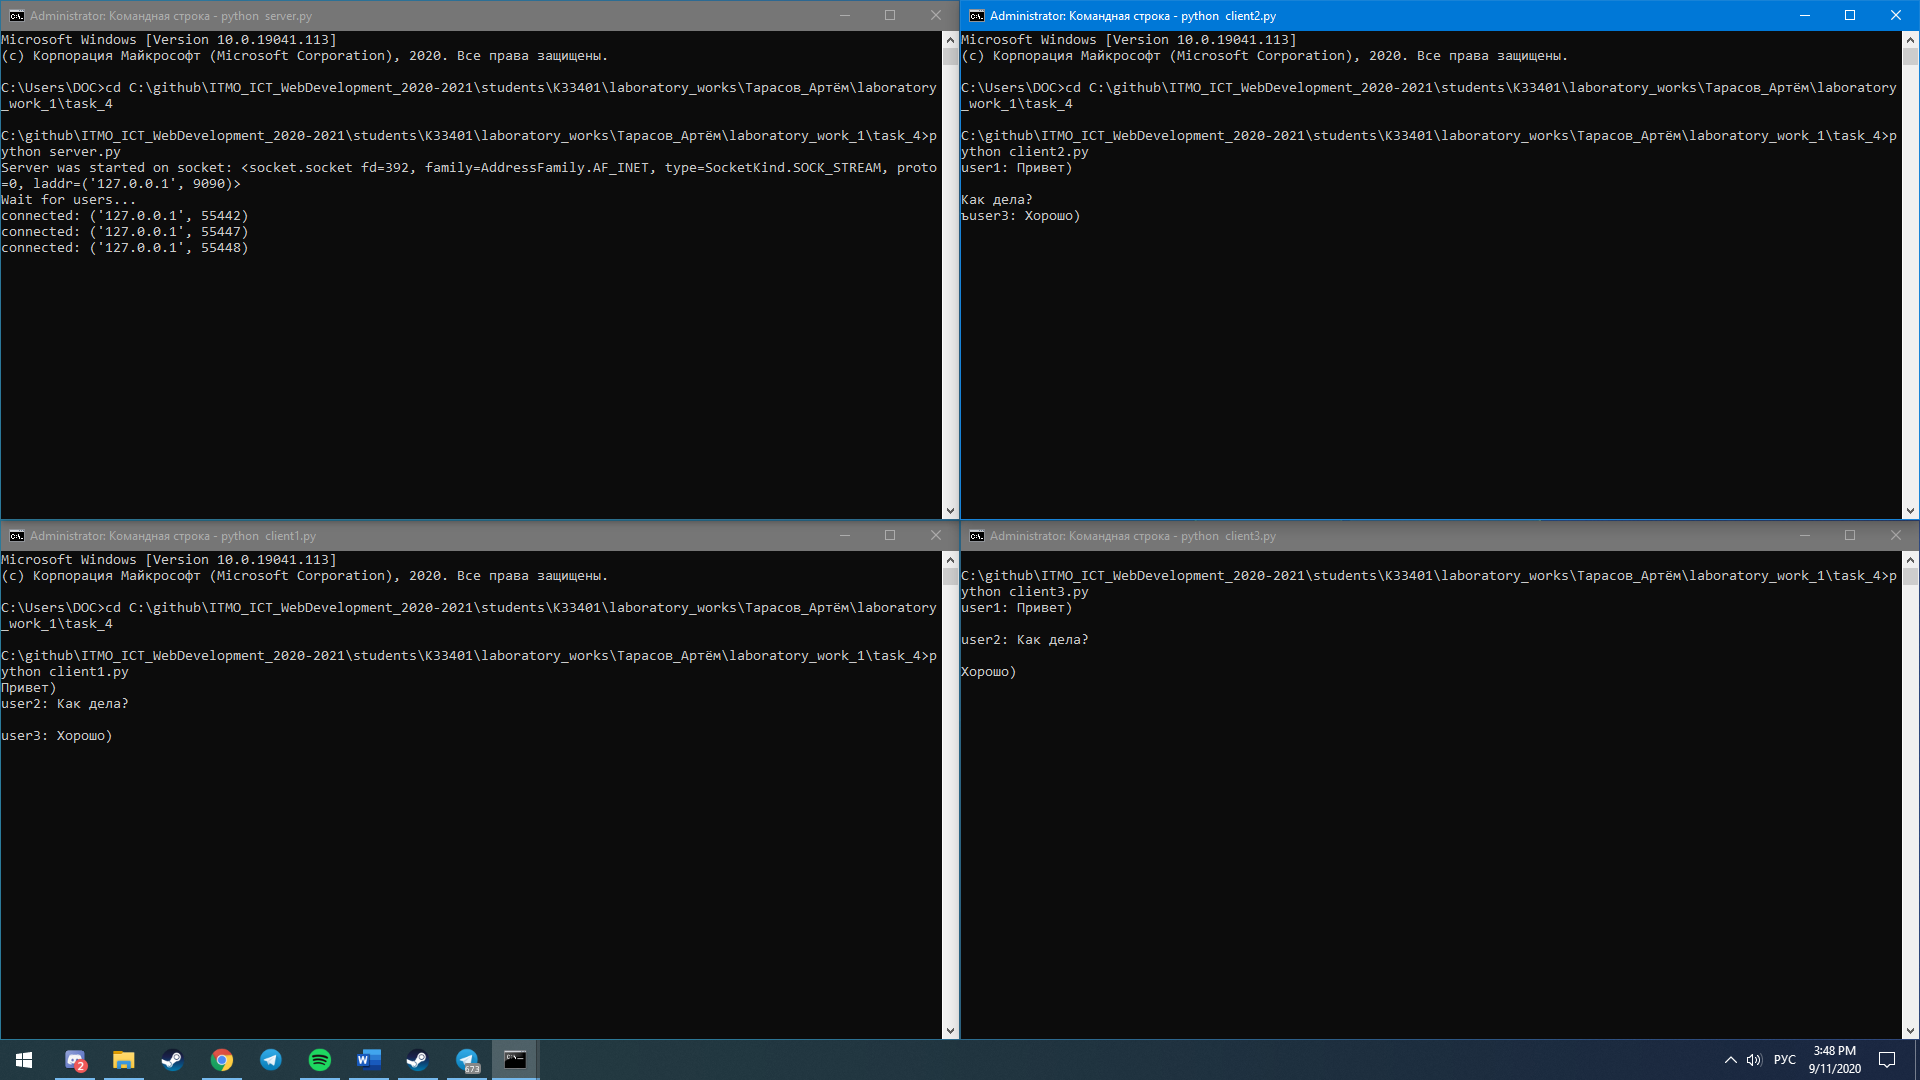 Administrator: Командная строка - python  server.py
Microsoft Windows [Version 10.0.19041.113]
(c) Корпорация Майкрософт (Microsoft Corporation), 2020. Все права защищены.
C:\Users\DOC>cd C:\github\ITMO_ICT_WebDevelopment_2020-2021\students\K33401\laboratory_works\Тарасов_Артём\laboratory
_work_1\task_4
C:\github\ITMO_ICT_WebDevelopment_2020-2021\students\K33401\laboratory_works\Тарасов_Артём\laboratory_work_1\task_4>p
ython server.py
Server was started on socket: <socket.socket fd=392, family=AddressFamily.AF_INET, type=SocketKind.SOCK_STREAM, proto
=0, laddr=('127.0.0.1', 9090)>
Wait for users...
connected: ('127.0.0.1', 55442)
connected: ('127.0.0.1', 55447)
connected: ('127.0.0.1', 55448)
Administrator: Командная строка - python  client2.py
Microsoft Windows [Version 10.0.19041.113]
(c) Корпорация Майкрософт (Microsoft Corporation), 2020. Все права защищены.
C:\Users\DOC>cd C:\github\ITMO_ICT_WebDevelopment_2020-2021\students\K33401\laboratory_works\Тарасов_Артём\laboratory
_work_1\task_4
C:\github\ITMO_ICT_WebDevelopment_2020-2021\students\K33401\laboratory_works\Тарасов_Артём\laboratory_work_1\task_4>p
ython client2.py
user1: Привет)
Как дела?
ъuser3: Хорошо)
Administrator: Командная строка - python  client1.py
Microsoft Windows [Version 10.0.19041.113]
(c) Корпорация Майкрософт (Microsoft Corporation), 2020. Все права защищены.
C:\Users\DOC>cd C:\github\ITMO_ICT_WebDevelopment_2020-2021\students\K33401\laboratory_works\Тарасов_Артём\laboratory
_work_1\task_4
C:\github\ITMO_ICT_WebDevelopment_2020-2021\students\K33401\laboratory_works\Тарасов_Артём\laboratory_work_1\task_4>p
ython client1.py
Привет)
user2: Как дела?
user3: Хорошо)
Administrator: Командная строка - python  client3.py
C:\github\ITMO_ICT_WebDevelopment_2020-2021\students\K33401\laboratory_works\Тарасов_Артём\laboratory_work_1\task_4>p
ython client3.py
user1: Привет)
user2: Как дела?
Хорошо)
2
673
РУС
3:48 PM
9/11/2020